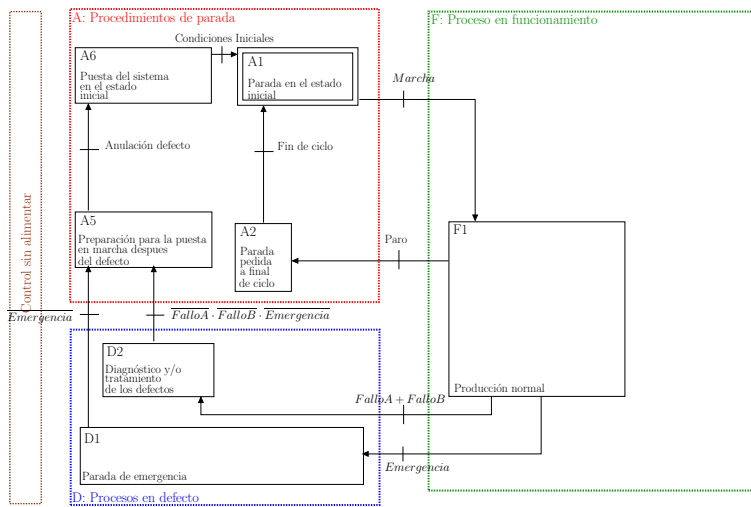 A: Procedimientos de parada
F: Proceso en funcionamiento
Condiciones Iniciales
A6
Puesta del sistema
en el estado
inicial
A1
Parada en el estado
inicial
Marcha
Anulación defecto
Fin de ciclo
Control sin alimentar
A5
Preparación para la puesta
en marcha despues
del defecto
A2
Parada
pedida
a final
de ciclo
Paro
F1
Producción normal
Emergencia
FalloA · FalloB · Emergencia
D2
Diagnóstico y/o
tratamiento
de los defectos
FalloA + FalloB
D1
Parada de emergencia
Emergencia
D: Procesos en defecto